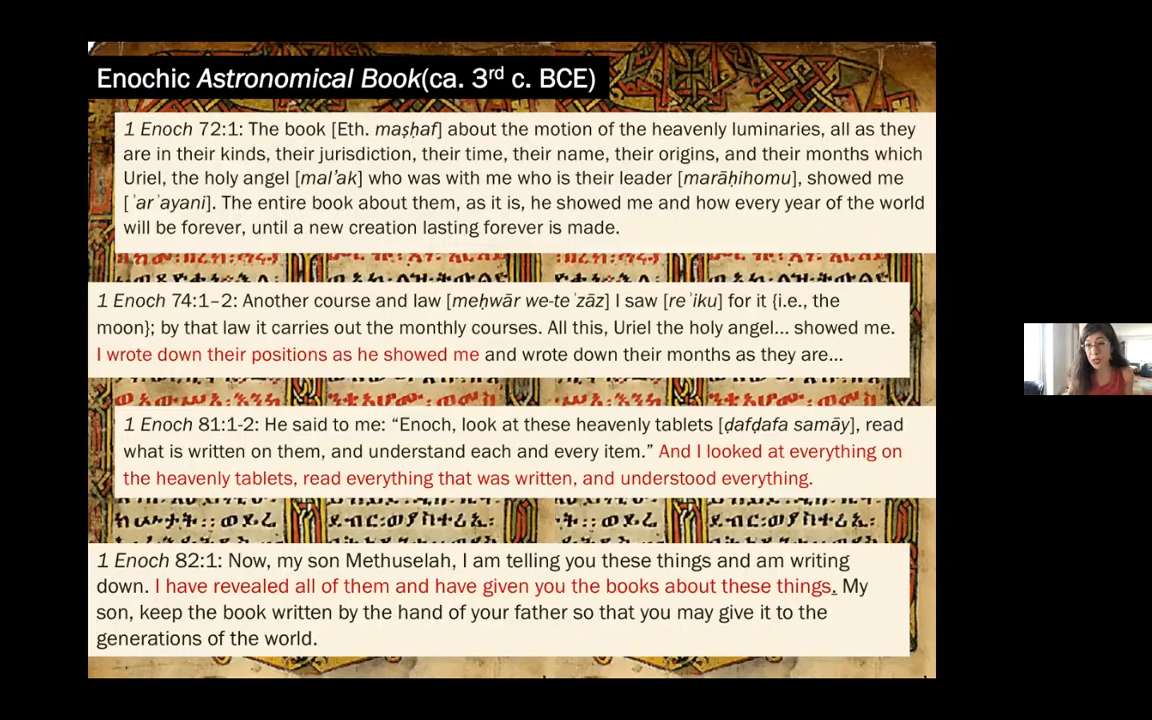 Enochic Astronomical Book(ca. 3rd c. BCE)
1 Enoch 72:1: The book [Eth. maṣḥaf] about the motion of the heavenly luminaries, all as they
are in their kinds, their jurisdiction, their time, their name, their origins, and their months which
Uriel, the holy angel [mal’ak] who was with me who is their leader [marāḥihomu], showed me
[ʾarʾayani]. The entire book about them, as it is, he showed me and how every year of the world
will be forever, until a new creation lasting forever is made.
1 Enoch 74:1–2: Another course and law [meḥwār we-teʾzāz] I saw [reʾiku] for it {i.e., the
moon}; by that law it carries out the monthly courses. All this, Uriel the holy angel... showed me.
I wrote down their positions as he showed me and wrote down their months as they are...
1 Enoch 81:1-2: He said to me: “Enoch, look at these heavenly tablets [ḍafḍafa samāy], read
what is written on them, and understand each and every item.” And I looked at everything on
the heavenly tablets, read everything that was written, and understood everything.
1 Enoch 82:1: Now, my son Methuselah, I am telling you these things and am writing
down. I have revealed all of them and have given you the books about these things. My
son, keep the book written by the hand of your father so that you may give it to the
generations of the world.